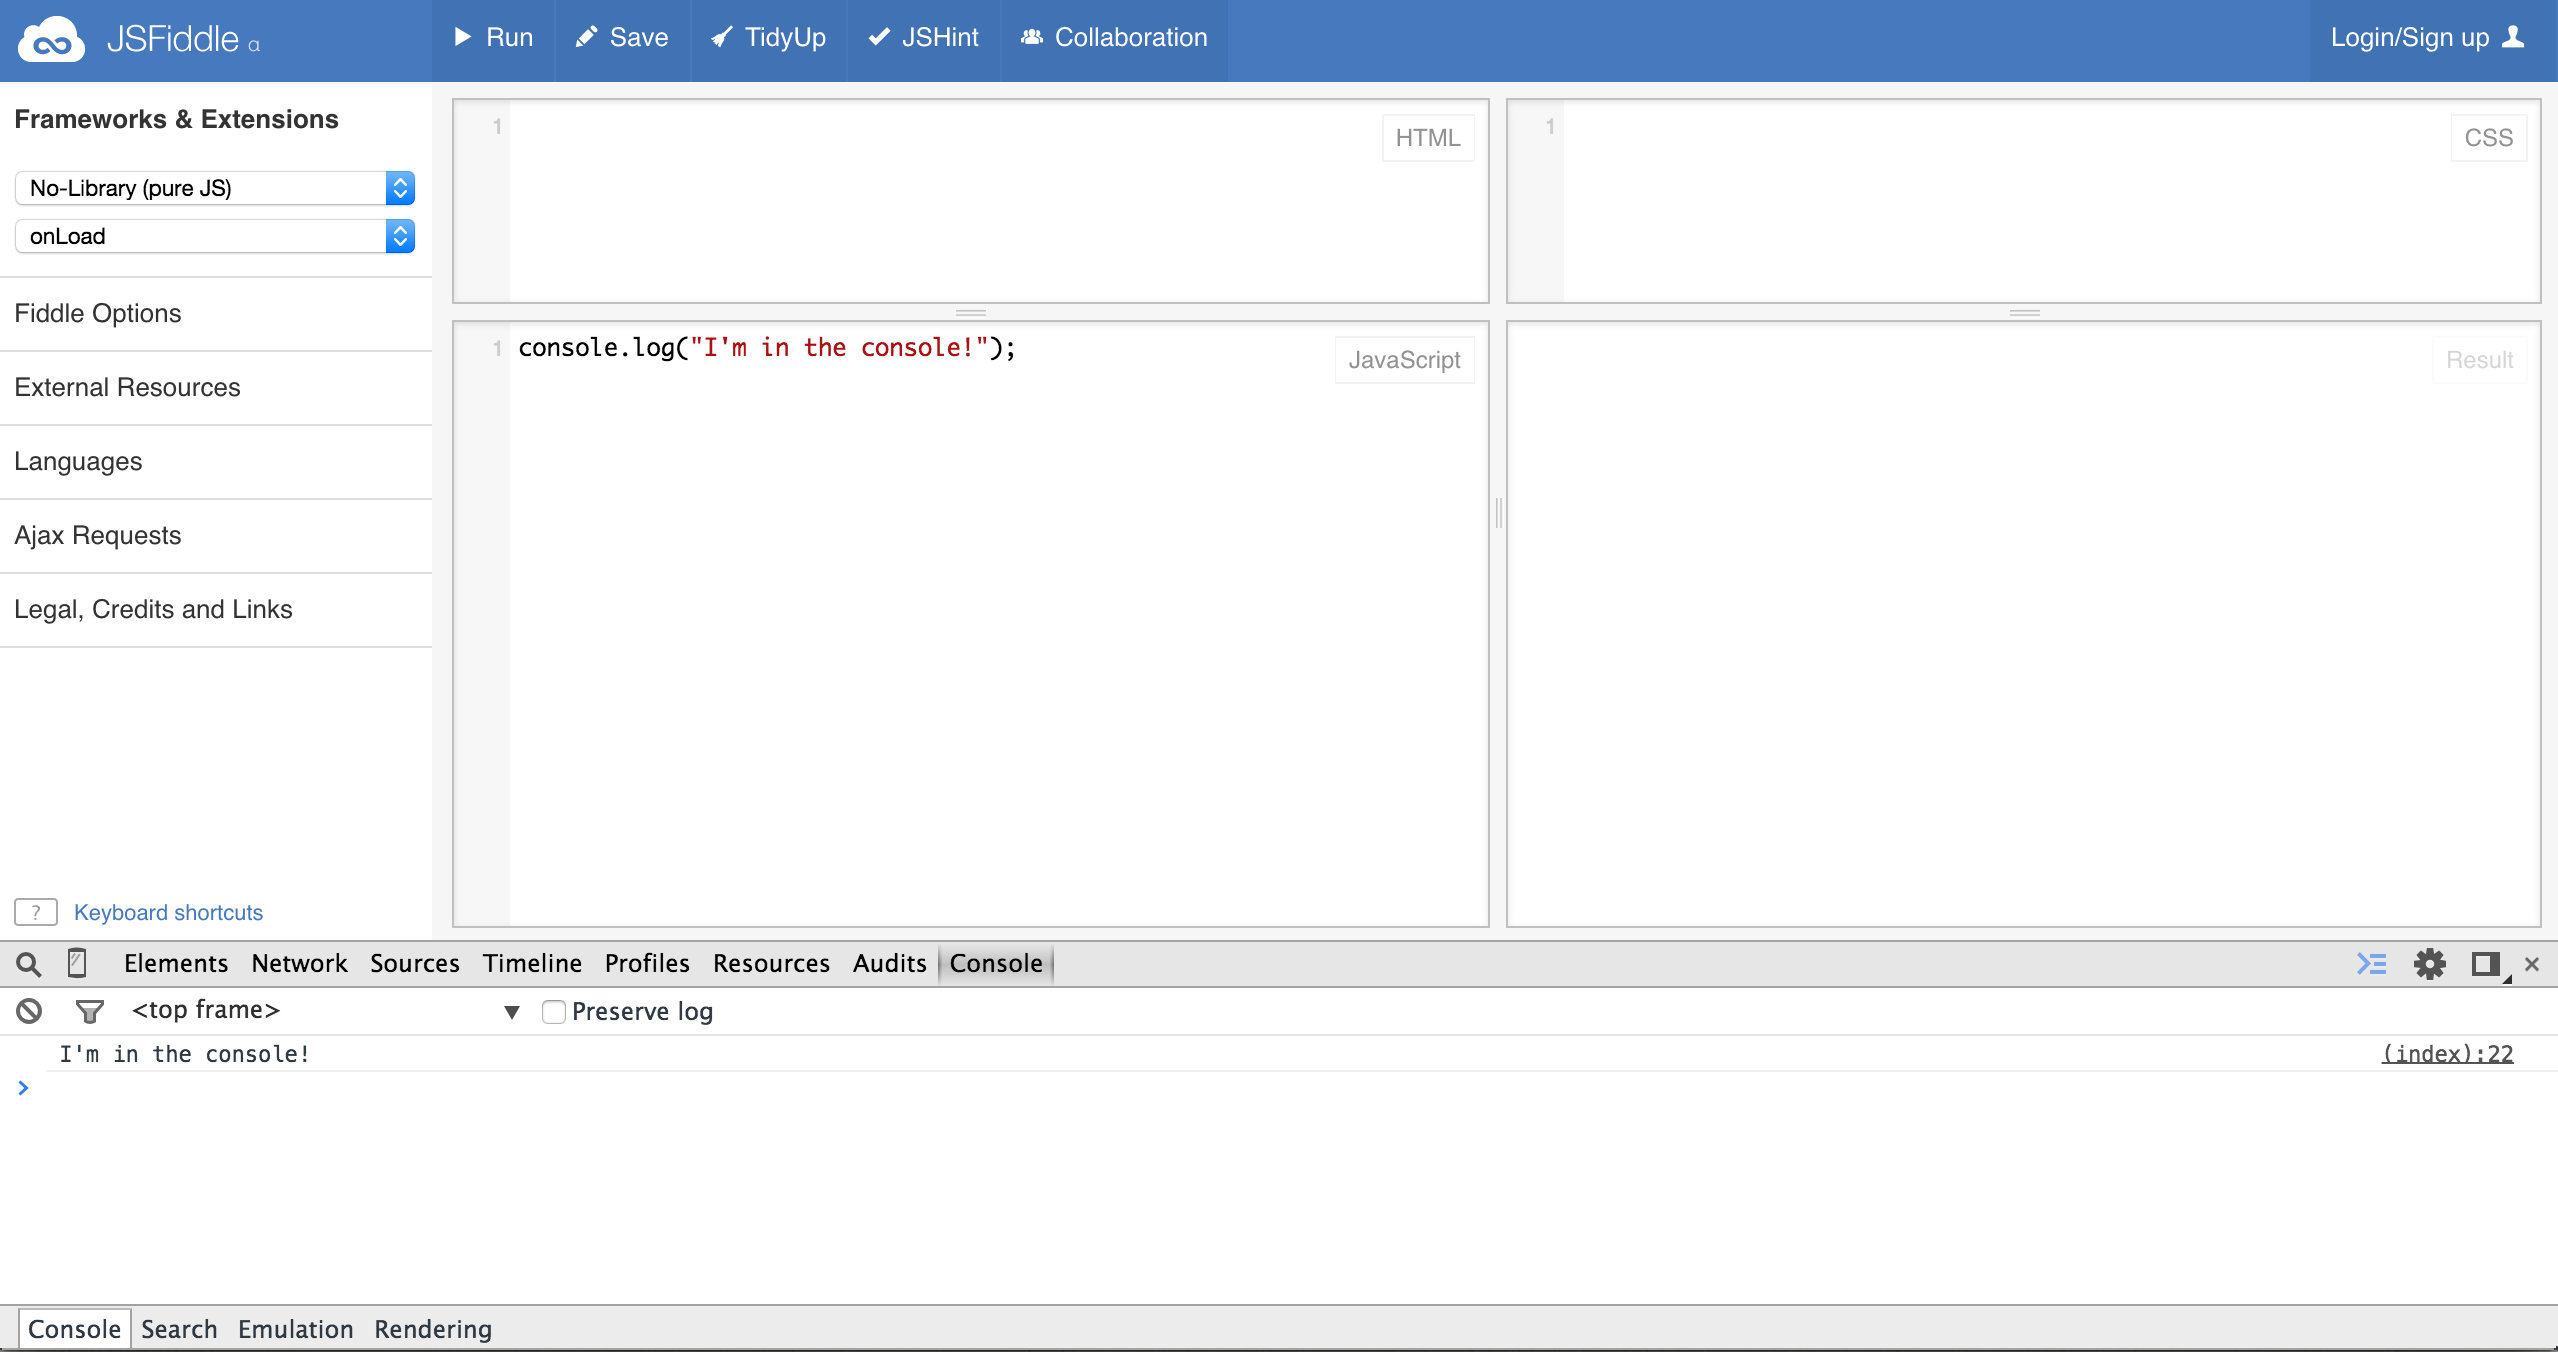 JSFiddle α
Run Save TidyUp JSHint Collaboration Login/Sign up
Frameworks & Extensions
No-Library (pure JS)
onLoad
Fiddle Options
External Resources
Languages
Ajax Requests
Legal, Credits and Links
? Keyboard shortcuts
1 HTML
1 CSS
1 console.log("I'm in the console!"); JavaScript
Result
Elements Network Sources Timeline Profiles Resources Audits Console
<top frame> ▼ Preserve log
I'm in the console! (index):22
>
Console Search Emulation Rendering